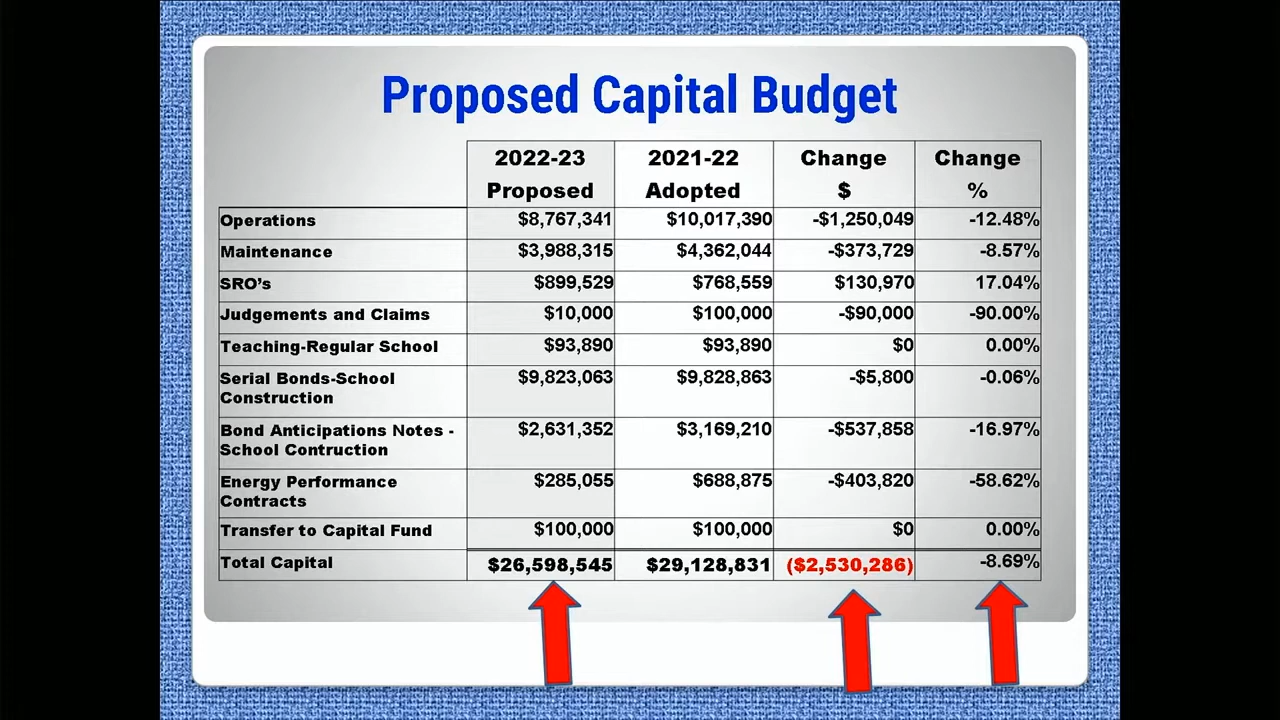 Proposed Capital Budget
2022-23 2021-22 Change Change
Proposed Adopted $ %
Operations $8,767,341 $10,017,390 -$1,250,049 -12.48%
Maintenance $3,988,315 $4,362,044 -$373,729 -8.57%
SRO's $899,529 $768,559 $130,970 17.04%
Judgements and Claims $10,000 $100,000 -$90,000 -90.00%
Teaching-Regular School $93,890 $93,890 $0 0.00%
Serial Bonds-School $9,823,063 $9,828,863 -$5,800 -0.06%
Construction
Bond Anticipations Notes - $2,631,352 $3,169,210 -$537,858 -16.97%
School Contruction
Energy Performance $285,055 $688,875 -$403,820 -58.62%
Contracts
Transfer to Capital Fund $100,000 $100,000 $0 0.00%
Total Capital $26,598,545 $29,128,831 ($2,530,286) -8.69%